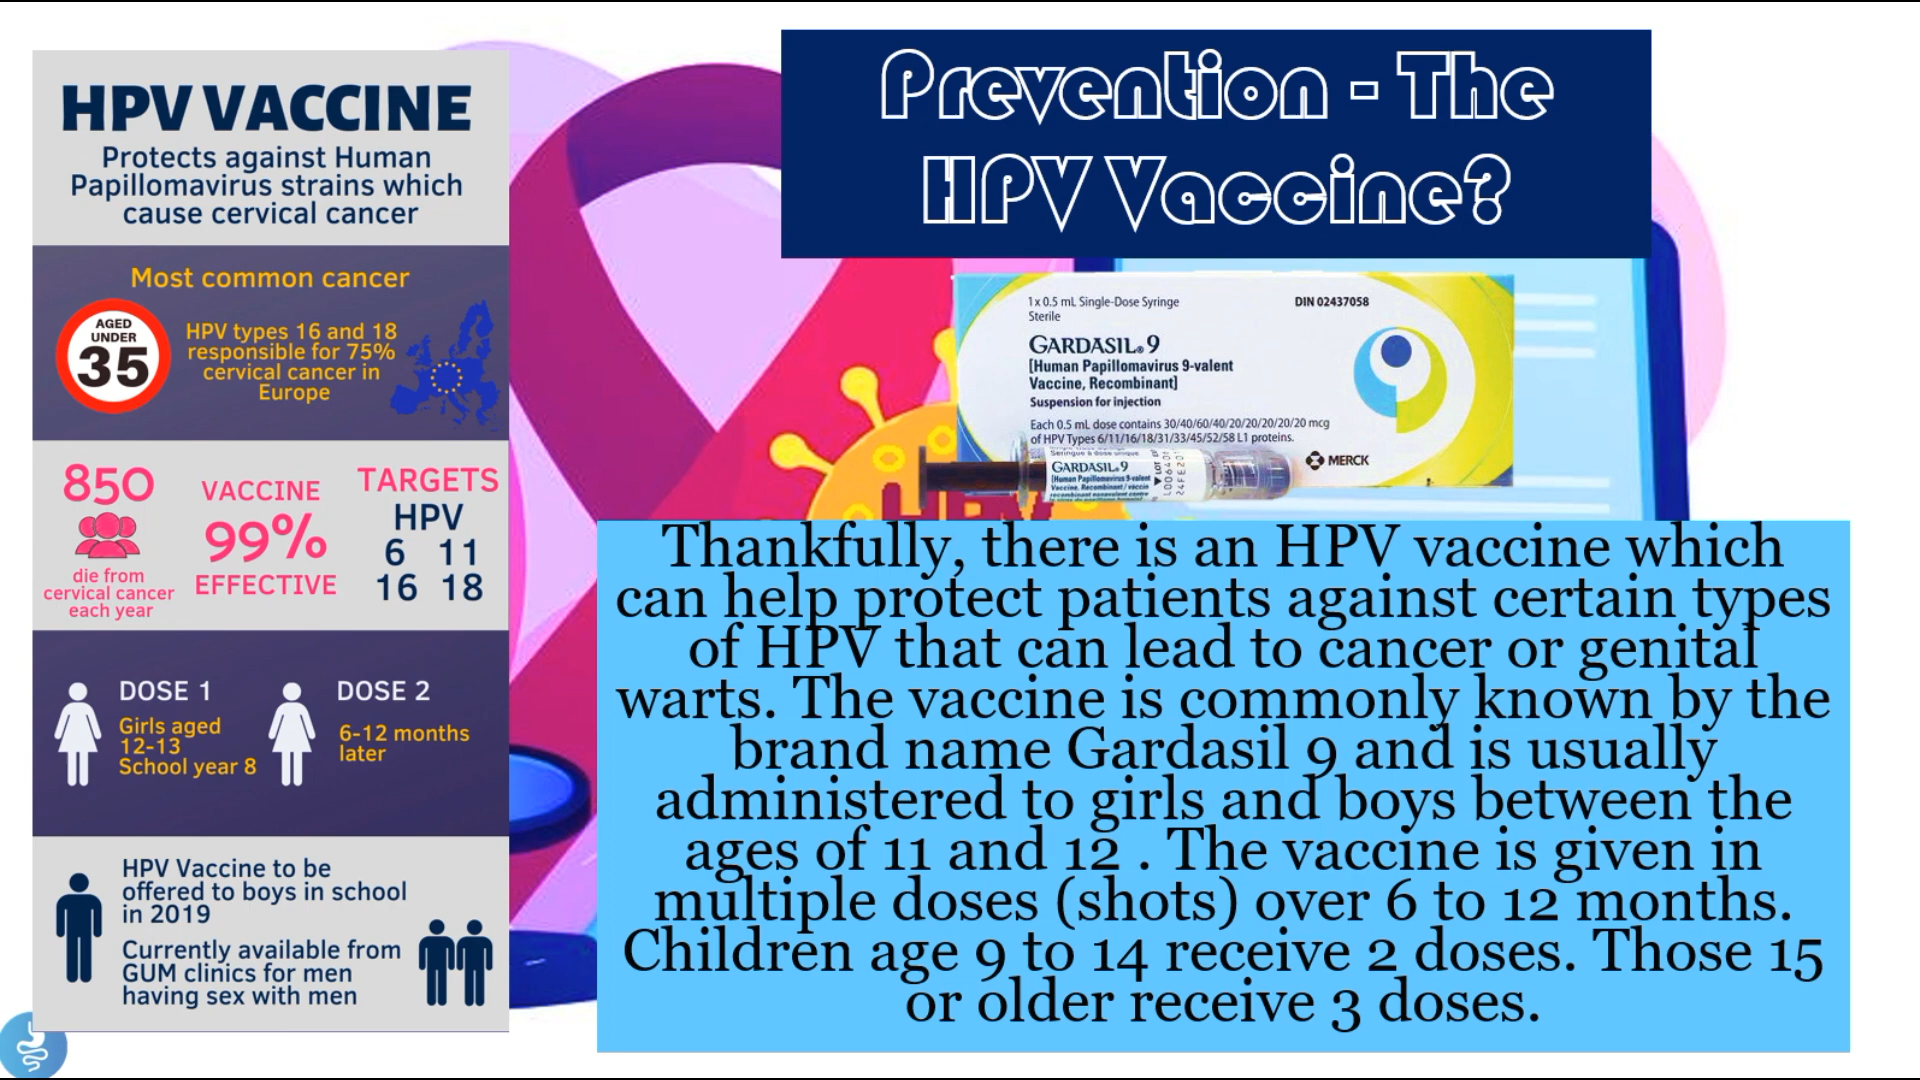 Prevention - The
HPV Vaccine?
HPV VACCINE
Protects against Human
Papillomavirus strains which
cause cervical cancer
Most common cancer
AGED
UNDER
35
HPV types 16 and 18
responsible for 75%
cervical cancer in
Europe
850
die from
cervical cancer
each year
VACCINE
99%
EFFECTIVE
TARGETS
HPV
6 11
16 18
DOSE 1
Girls aged
12-13
School year 8
DOSE 2
6-12 months
later
HPV Vaccine to be
offered to boys in school
in 2019
Currently available from
GUM clinics for men
having sex with men
1 x 0.5 mL Single-Dose Syringe
Sterile
DIN 02437058
GARDASIL® 9
[Human Papillomavirus 9-valent
Vaccine, Recombinant]
Suspension for injection
Each 0.5 mL dose contains 30/40/60/40/20/20/20/20/20 mcg
of HPV Types 6/11/16/18/31/33/45/52/58 L1 proteins.
MERCK
GARDASIL® 9
[Human Papillomavirus 9-valent
Vaccine, Recombinant / vaccin
HPV
Thankfully, there is an HPV vaccine which
can help protect patients against certain types
of HPV that can lead to cancer or genital
warts. The vaccine is commonly known by the
brand name Gardasil 9 and is usually
administered to girls and boys between the
ages of 11 and 12 . The vaccine is given in
multiple doses (shots) over 6 to 12 months.
Children age 9 to 14 receive 2 doses. Those 15
or older receive 3 doses.